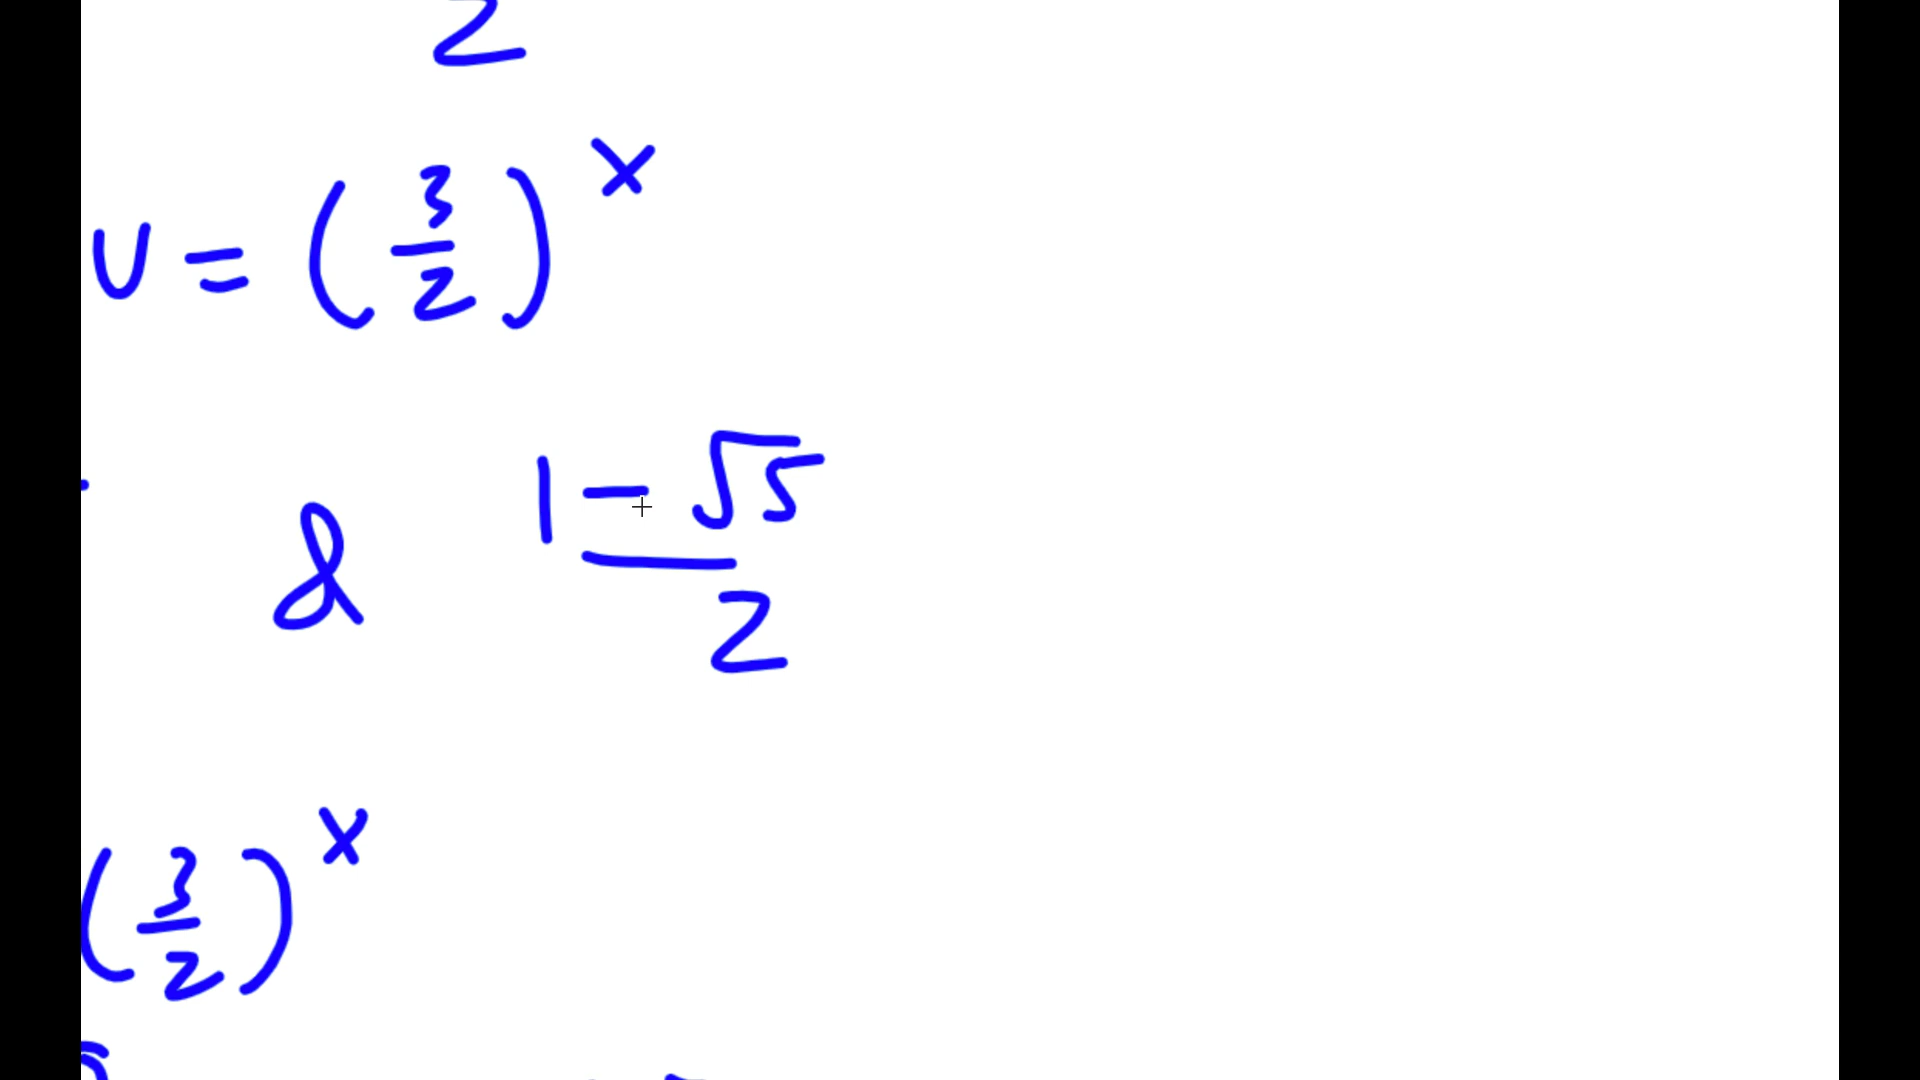 2
U = (3/2)^x
& (1 - √5)/2
(3/2)^x